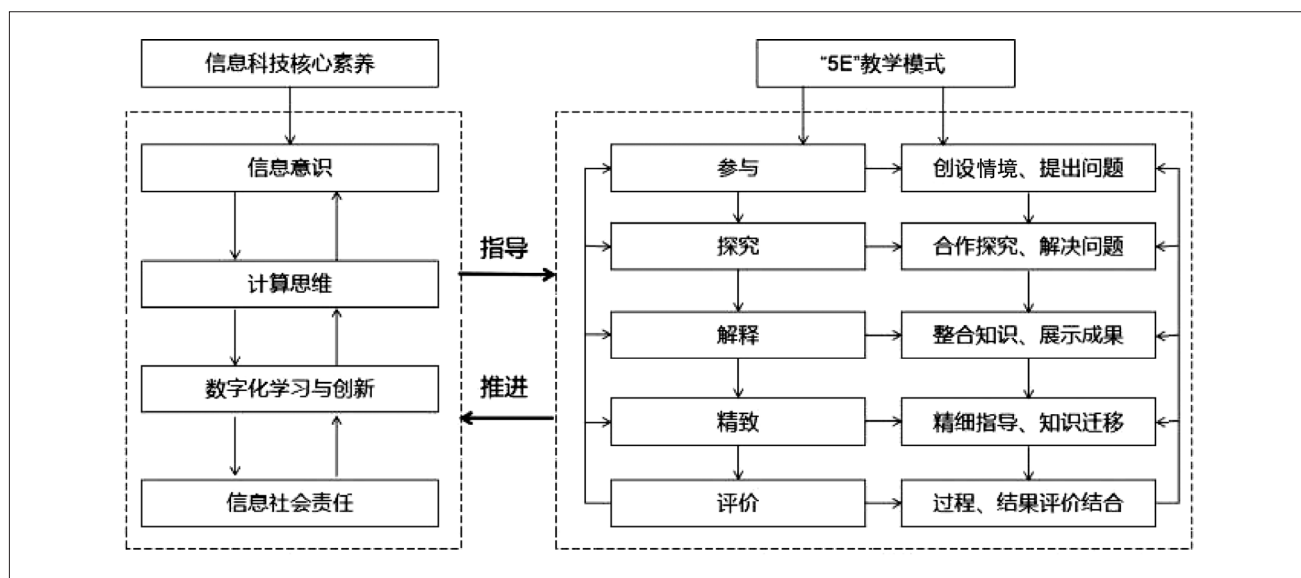 信息科技核心素养
“5E”教学模式
信息意识
计算思维
数字化学习与创新
信息社会责任
指导
推进
参与
创设情境、提出问题
探究
合作探究、解决问题
解释
整合知识、展示成果
精致
精细指导、知识迁移
评价
过程、结果评价结合